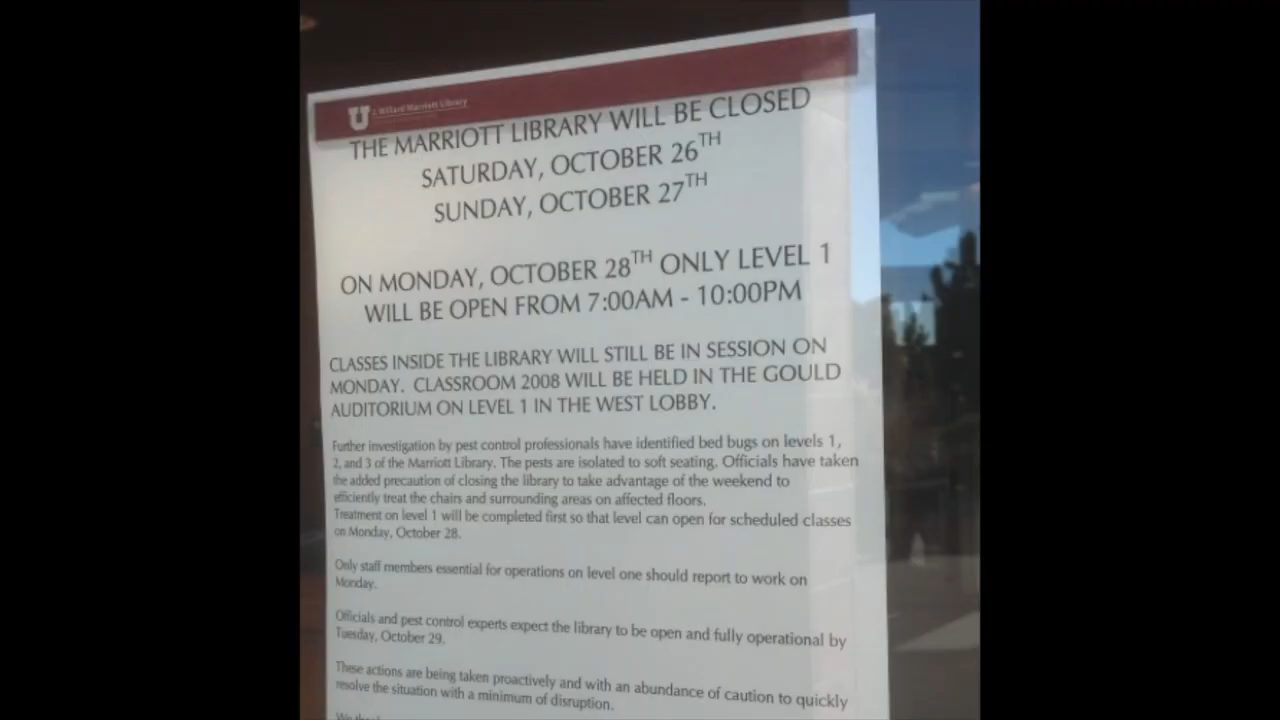 U J. Willard Marriott Library
THE MARRIOTT LIBRARY WILL BE CLOSED
SATURDAY, OCTOBER 26TH
SUNDAY, OCTOBER 27TH
ON MONDAY, OCTOBER 28TH ONLY LEVEL 1
WILL BE OPEN FROM 7:00AM - 10:00PM
CLASSES INSIDE THE LIBRARY WILL STILL BE IN SESSION ON
MONDAY. CLASSROOM 2008 WILL BE HELD IN THE GOULD
AUDITORIUM ON LEVEL 1 IN THE WEST LOBBY.
Further investigation by pest control professionals have identified bed bugs on levels 1,
2, and 3 of the Marriott Library. The pests are isolated to soft seating. Officials have taken
the added precaution of closing the library to take advantage of the weekend to
efficiently treat the chairs and surrounding areas on affected floors.
Treatment on level 1 will be completed first so that level can open for scheduled classes
on Monday, October 28.
Only staff members essential for operations on level one should report to work on
Monday.
Officials and pest control experts expect the library to be open and fully operational by
Tuesday, October 29.
These actions are being taken proactively and with an abundance of caution to quickly
resolve the situation with a minimum of disruption.
We